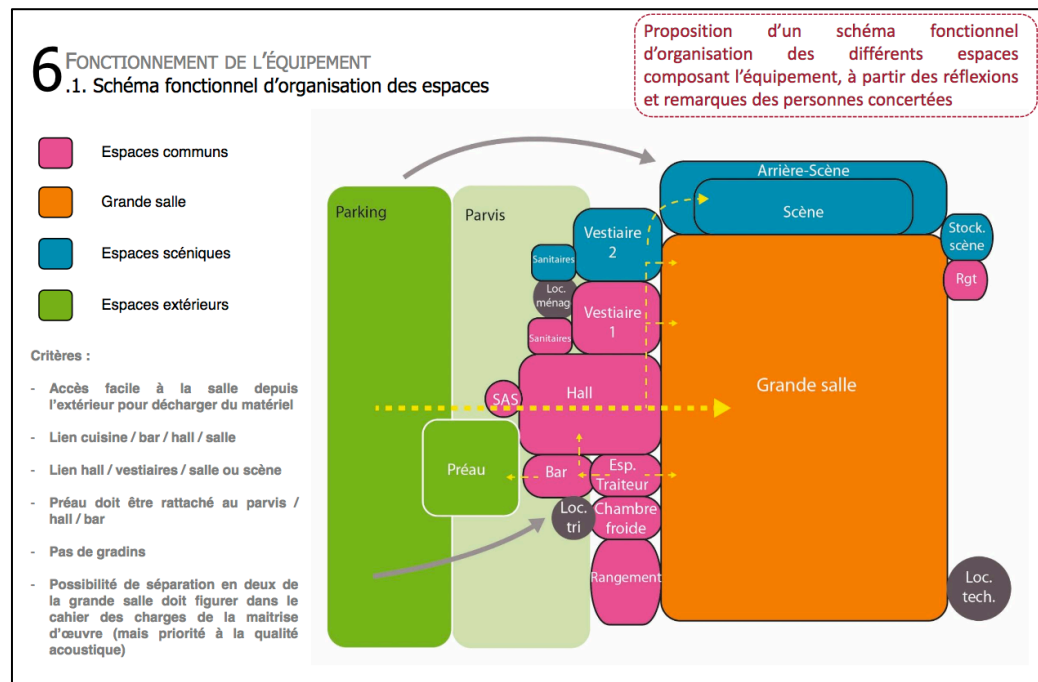 6 FONCTIONNEMENT DE L'ÉQUIPEMENT
.1. Schéma fonctionnel d'organisation des espaces
Proposition d'un schéma fonctionnel
d'organisation des différents espaces
composant l'équipement, à partir des réflexions
et remarques des personnes concertées
Espaces communs
Grande salle
Espaces scéniques
Espaces extérieurs
Critères :
- Accès facile à la salle depuis
l'extérieur pour décharger du matériel
- Lien cuisine / bar / hall / salle
- Lien hall / vestiaires / salle ou scène
- Préau doit être rattaché au parvis /
hall / bar
- Pas de gradins
- Possibilité de séparation en deux de
la grande salle doit figurer dans le
cahier des charges de la maitrise
d'œuvre (mais priorité à la qualité
acoustique)
Parking
Parvis
Arrière-Scène
Scène
Vestiaire
2
Stock.
scène
Sanitaires
Rgt
Loc.
ménag
Vestiaire
1
Sanitaires
Hall
Grande salle
SAS
Préau
Bar
Esp.
Traiteur
Loc.
tri
Chambre
froide
Rangement
Loc.
tech.